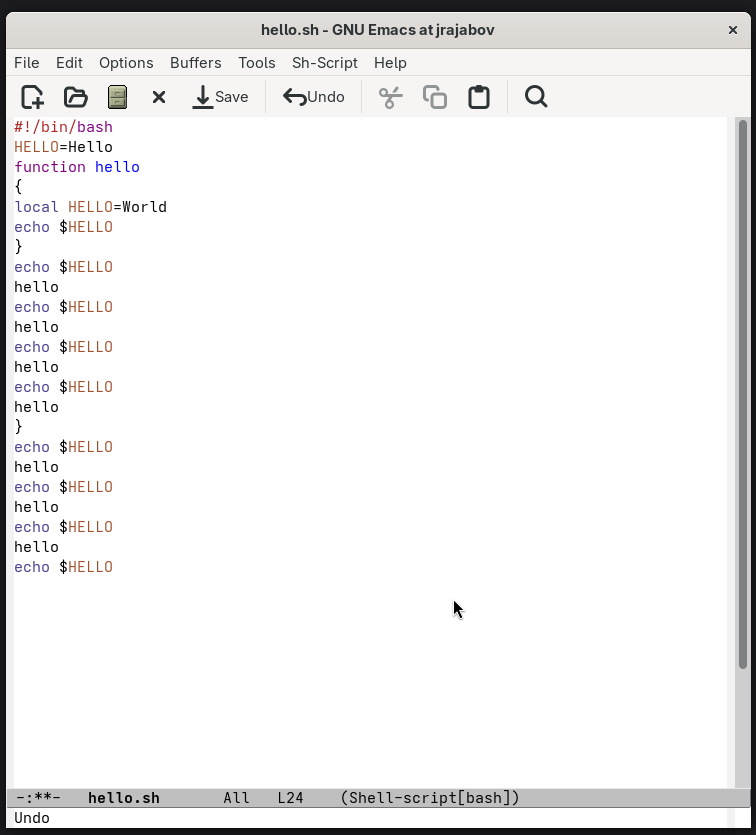 hello.sh - GNU Emacs at jrajabov
File Edit Options Buffers Tools Sh-Script Help
Save Undo
#!/bin/bash
HELLO=Hello
function hello
{
local HELLO=World
echo $HELLO
}
echo $HELLO
hello
echo $HELLO
hello
echo $HELLO
hello
echo $HELLO
hello
}
echo $HELLO
hello
echo $HELLO
hello
echo $HELLO
hello
echo $HELLO
-:**- hello.sh All L24 (Shell-script[bash])
Undo